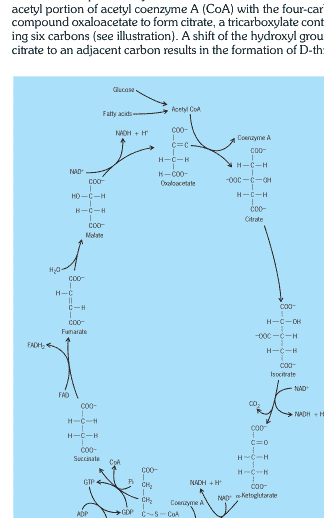 acetyl portion of acetyl coenzyme A (CoA) with the four-car
compound oxaloacetate to form citrate, a tricarboxylate cont
ing six carbons (see illustration). A shift of the hydroxyl grou
citrate to an adjacent carbon results in the formation of D-th
Glucose
Fatty acids
Acetyl CoA
NADH + H⁺
COO⁻
C=C
H—C—H
H—COO⁻
Oxaloacetate
Coenzyme A
COO⁻
H—C—H
⁻OOC—C—OH
H—C—H
COO⁻
Citrate
NAD⁺
COO⁻
HO—C—H
H—C—H
COO⁻
Malate
H₂O
COO⁻
H—C
C—H
COO⁻
Fumarate
COO⁻
H—C—OH
⁻OOC—C—H
H—C—H
COO⁻
Isocitrate
FADH₂
FAD
NAD⁺
CO₂
NADH + H
COO⁻
H—C—H
H—C—H
COO⁻
Succinate
COO⁻
C=O
H—C—H
H—C—H
COO⁻
α-Ketoglutarate
CoA
GTP
Pi
ADP
GDP
COO⁻
CH₂
CH₂
C~S—CoA
NADH + H⁺
NAD⁺
Coenzyme A